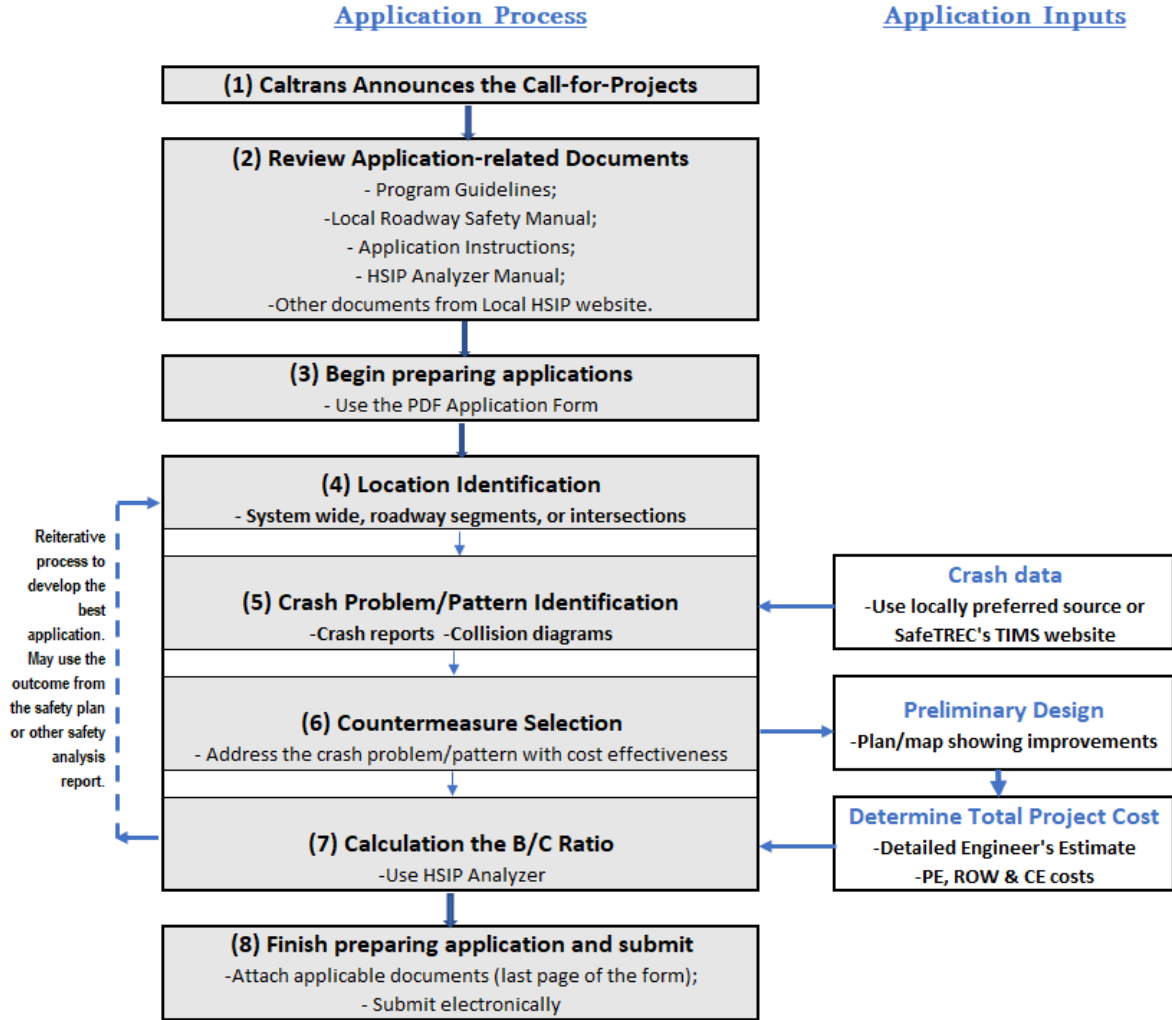 Application Process
Application Inputs
(1) Caltrans Announces the Call-for-Projects
(2) Review Application-related Documents
- Program Guidelines;
-Local Roadway Safety Manual;
- Application Instructions;
- HSIP Analyzer Manual;
-Other documents from Local HSIP website.
(3) Begin preparing applications
- Use the PDF Application Form
(4) Location Identification
- System wide, roadway segments, or intersections
Reiterative
process to
develop the
best
application.
May use the
outcome from
the safety plan
or other safety
analysis
report.
(5) Crash Problem/Pattern Identification
-Crash reports -Collision diagrams
Crash data
-Use locally preferred source or
SafeTREC's TIMS website
(6) Countermeasure Selection
- Address the crash problem/pattern with cost effectiveness
Preliminary Design
-Plan/map showing improvements
(7) Calculation the B/C Ratio
-Use HSIP Analyzer
Determine Total Project Cost
-Detailed Engineer's Estimate
-PE, ROW & CE costs
(8) Finish preparing application and submit
-Attach applicable documents (last page of the form);
- Submit electronically